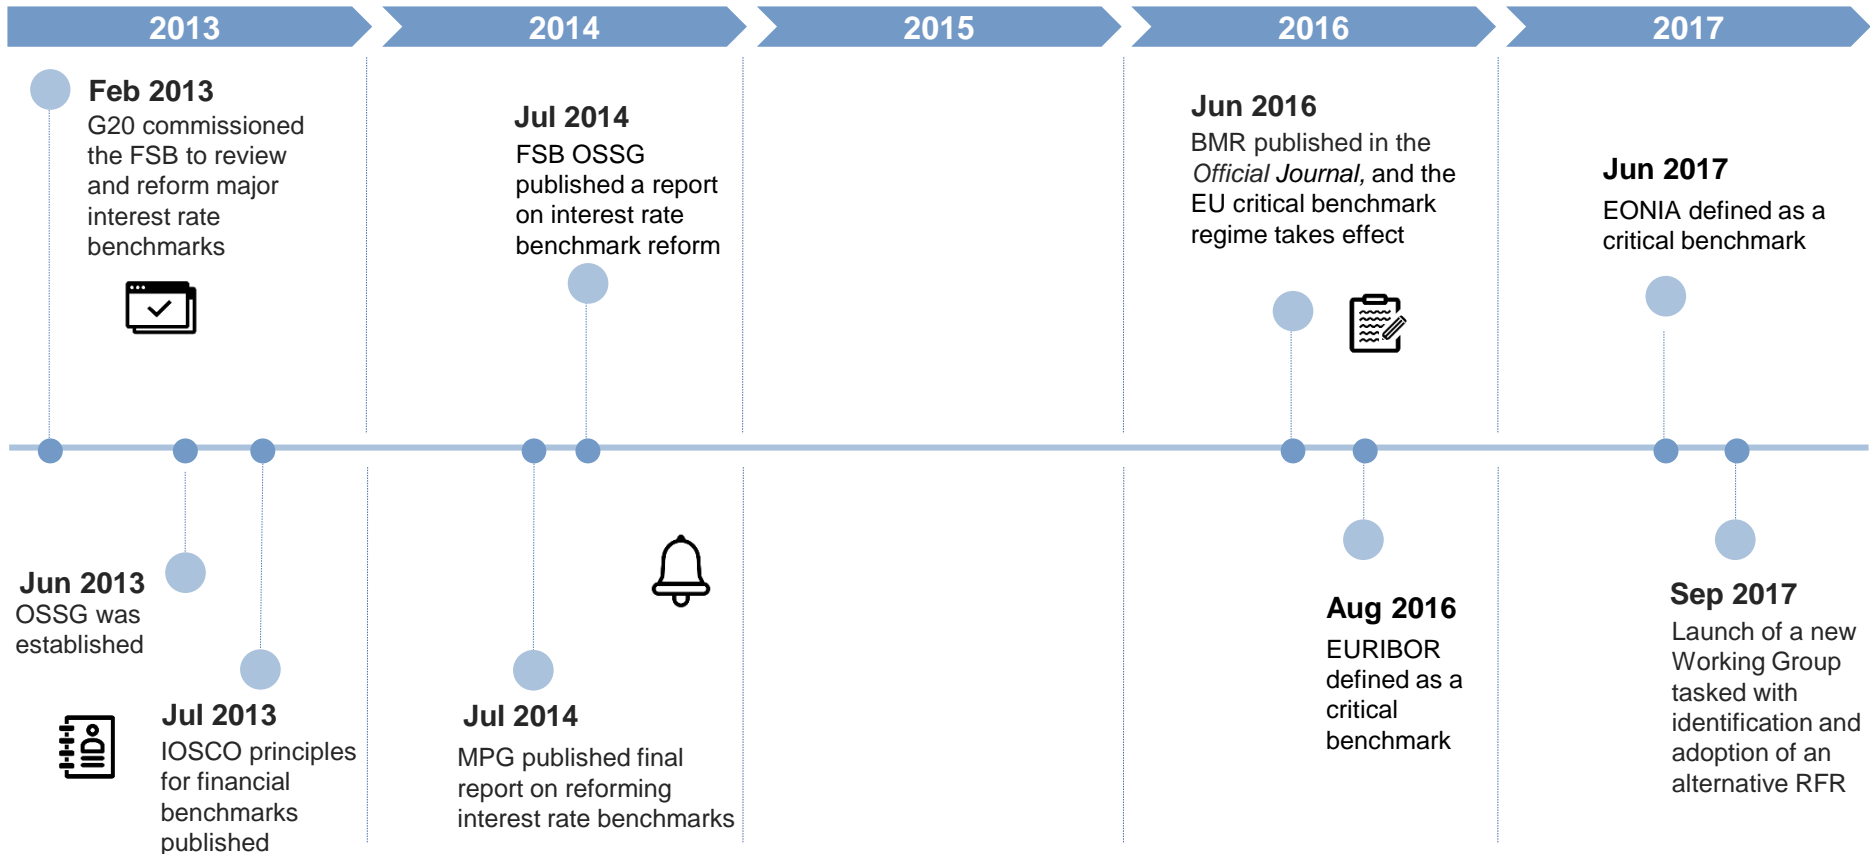 2013
2014
2015
2016
2017
Feb 2013
G20 commissioned
the FSB to review
and reform major
interest rate
benchmarks
Jul 2014
FSB OSSG
published a report
on interest rate
benchmark reform
Jun 2016
BMR published in the
Official Journal, and the
EU critical benchmark
regime takes effect
Jun 2017
EONIA defined as a
critical benchmark
Jun 2013
OSSG was
established
Jul 2013
IOSCO principles
for financial
benchmarks
published
Jul 2014
MPG published final
report on reforming
interest rate benchmarks
Aug 2016
EURIBOR
defined as a
critical
benchmark
Sep 2017
Launch of a new
Working Group
tasked with
identification and
adoption of an
alternative RFR